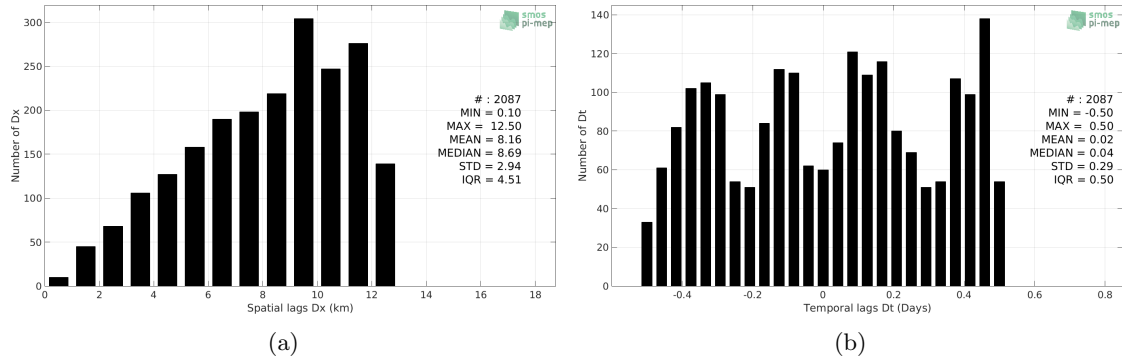 smos
pi-mep
300
250
200
150
100
50
0
Number of Dx
# : 2087
MIN = 0.10
MAX = 12.50
MEAN = 8.16
MEDIAN = 8.69
STD = 2.94
IQR = 4.51
0 2 4 6 8 10 12 14 16 18
Spatial lags Dx (km)
(a)
smos
pi-mep
140
120
100
80
60
40
20
0
Number of Dt
# : 2087
MIN = -0.50
MAX = 0.50
MEAN = 0.02
MEDIAN = 0.04
STD = 0.29
IQR = 0.50
-0.4 -0.2 0 0.2 0.4 0.6 0.8
Temporal lags Dt (Days)
(b)